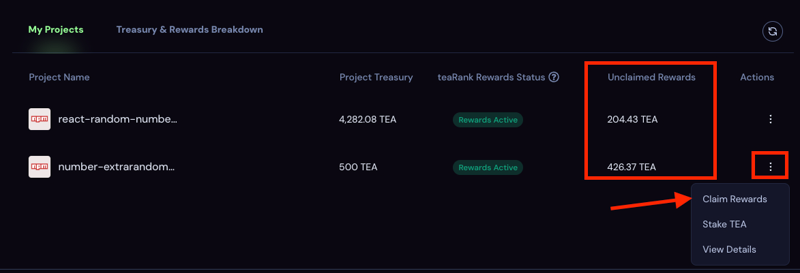 My Projects Treasury & Rewards Breakdown
Project Name Project Treasury teaRank Rewards Status ? Unclaimed Rewards Actions
npm react-random-numbe... 4,282.08 TEA Rewards Active 204.43 TEA
npm number-extrarandom... 500 TEA Rewards Active 426.37 TEA
Claim Rewards
Stake TEA
View Details